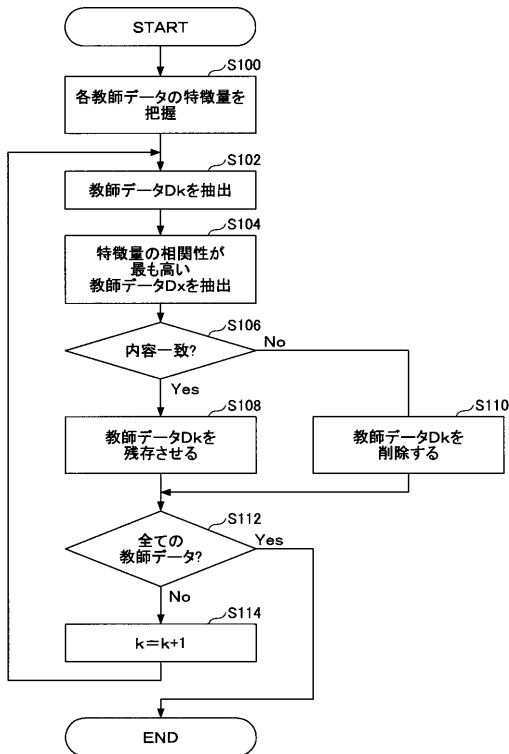 START
S100
各教師データの特徴量を
把握
S102
教師データDkを抽出
S104
特徴量の相関性が
最も高い
教師データDxを抽出
S106
内容一致?
No
Yes
S108
教師データDkを
残存させる
S110
教師データDkを
削除する
S112
全ての
教師データ?
Yes
No
S114
k=k+1
END